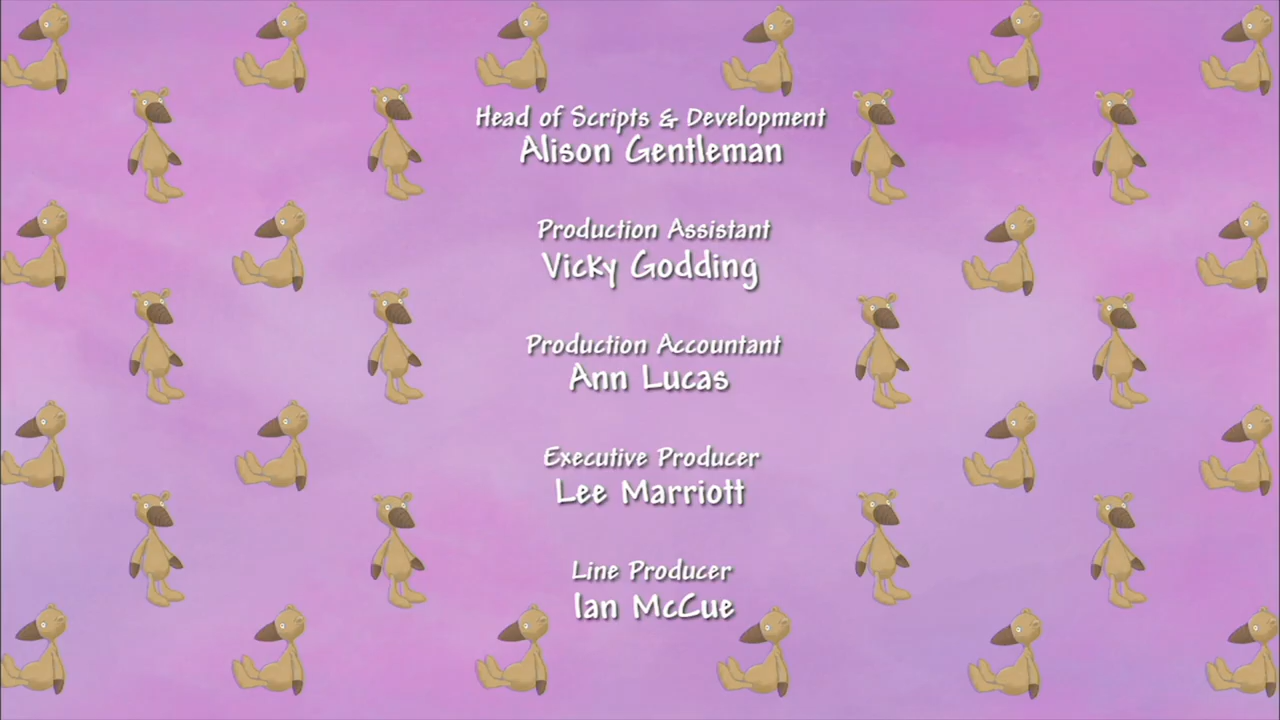 Head of Scripts & Development
Alison Gentleman
Production Assistant
Vicky Godding
Production Accountant
Ann Lucas
Executive Producer
Lee Marriott
Line Producer
Ian McCue